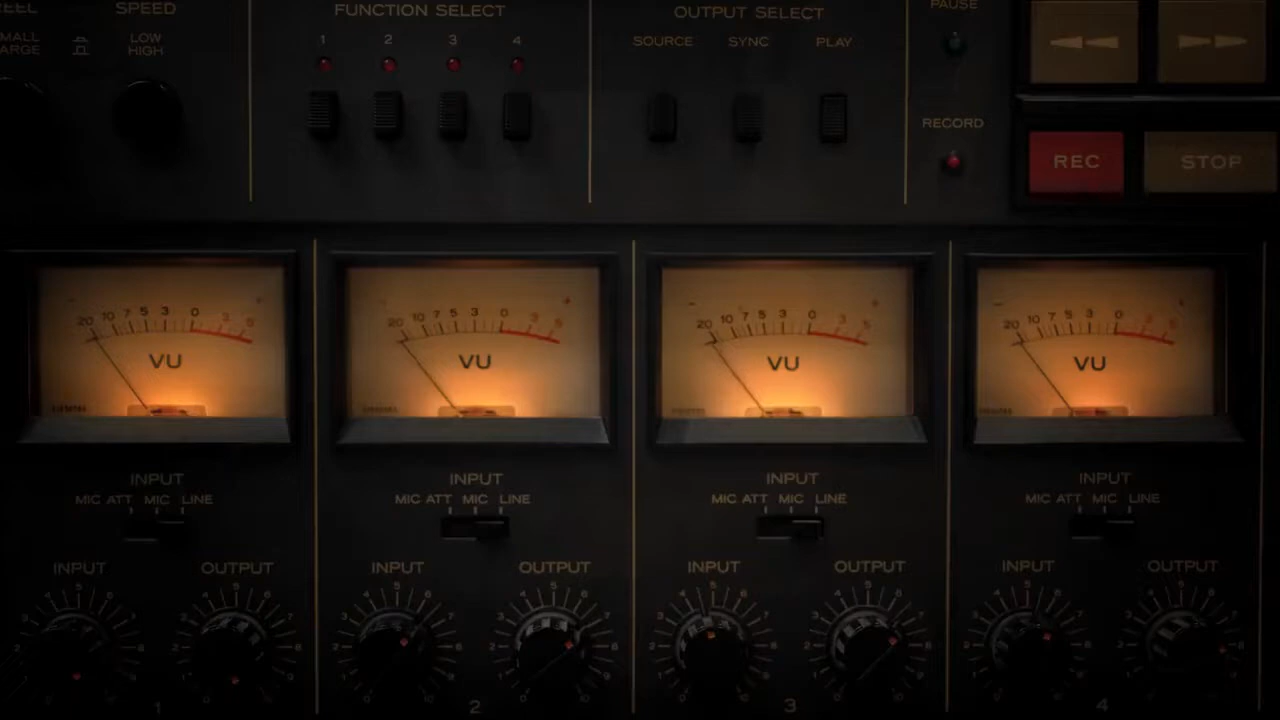 SPEED
LOW
HIGH
FUNCTION SELECT
1 2 3 4
OUTPUT SELECT
SOURCE SYNC PLAY
PAUSE
RECORD
REC
STOP
20 10 7 5 3 0 3 5
VU
20 10 7 5 3 0 3 5
VU
20 10 7 5 3 0 3 5
VU
20 10 7 5 3 0 3 5
VU
INPUT
MIC ATT MIC LINE
INPUT
MIC ATT MIC LINE
INPUT
MIC ATT MIC LINE
INPUT
MIC ATT MIC LINE
INPUT OUTPUT
INPUT OUTPUT
INPUT OUTPUT
INPUT OUTPUT
1
2
3
4